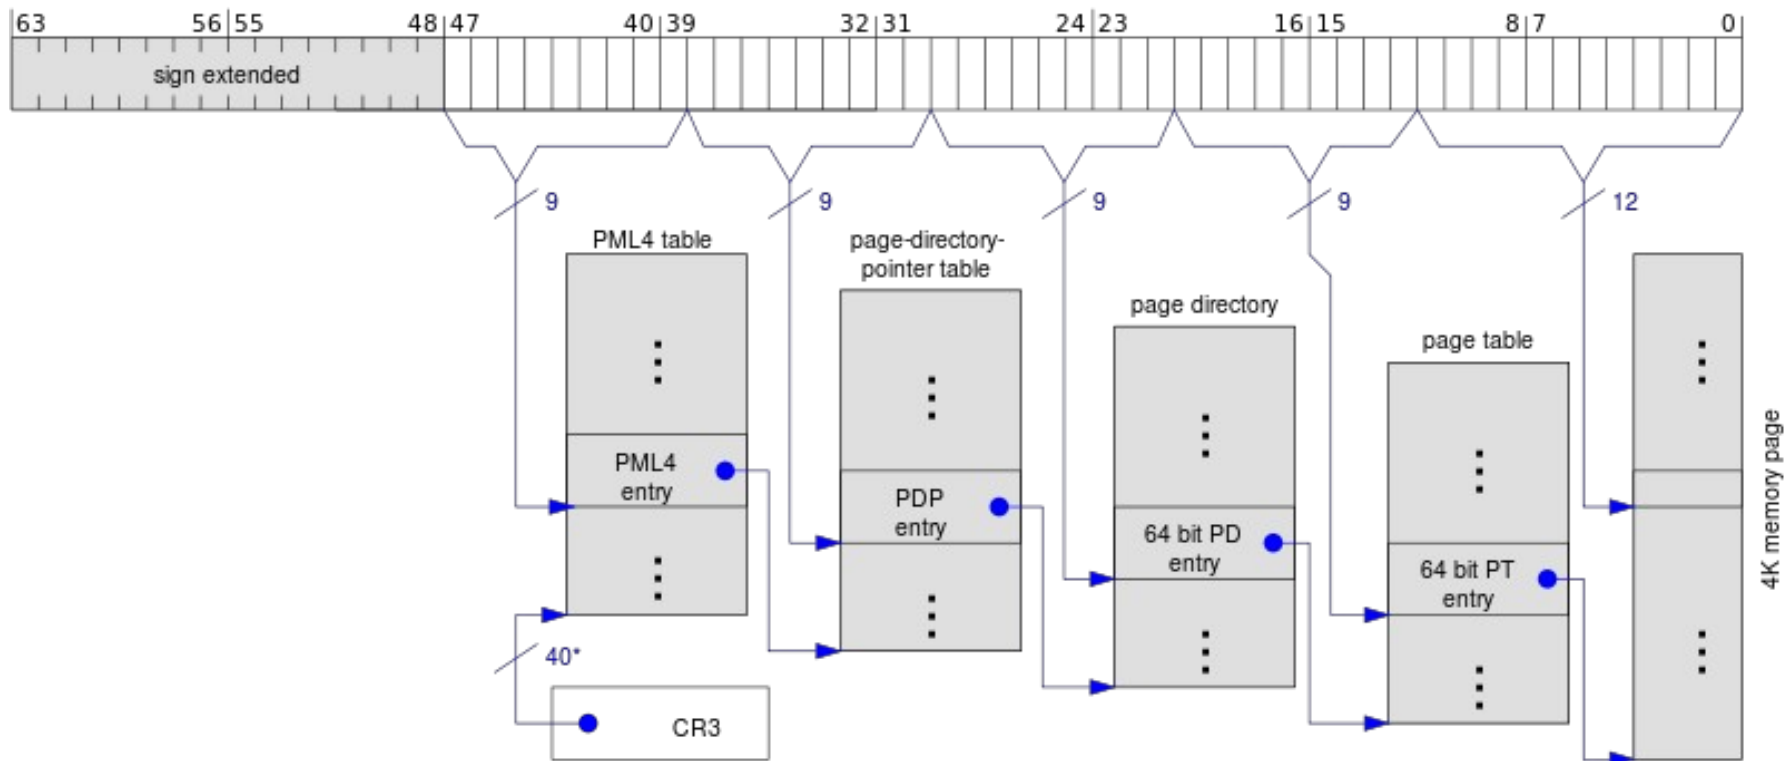 63 56 55 48 47 40 39 32 31 24 23 16 15 8 7 0
sign extended
9 9 9 9 12
PML4 table
page-directory-
pointer table
page directory
page table
PML4
entry
PDP
entry
64 bit PD
entry
64 bit PT
entry
4K memory page
40*
CR3